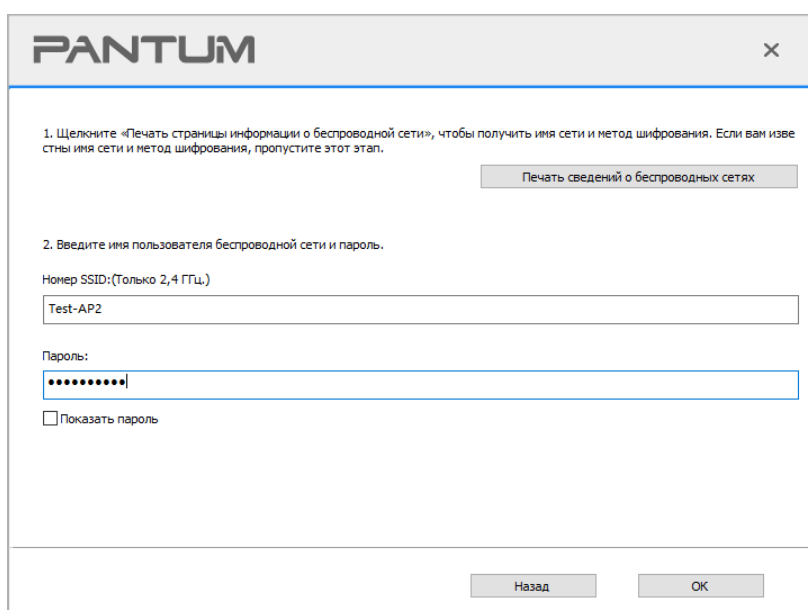 PANTUM
1. Щелкните «Печать страницы информации о беспроводной сети», чтобы получить имя сети и метод шифрования. Если вам изве
стны имя сети и метод шифрования, пропустите этот этап.
Печать сведений о беспроводных сетях
2. Введите имя пользователя беспроводной сети и пароль.
Номер SSID:(Только 2,4 ГГц.)
Test-AP2
Пароль:
••••••••••
Показать пароль
Назад
OK